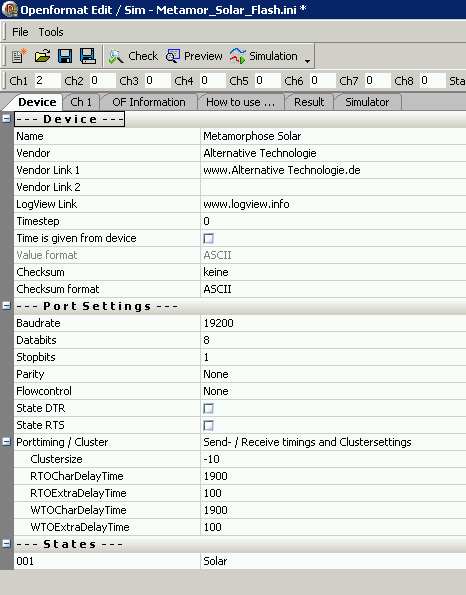 Openformat Edit / Sim - Metamor_Solar_Flash.ini *
File Tools
Check Preview Simulation
Ch1 2 Ch2 0 Ch3 0 Ch4 0 Ch5 0 Ch6 0 Ch7 0 Ch8 0 Sta
Device Ch 1 OF Information How to use ... Result Simulator
--- Device ---
Name Metamorphose Solar
Vendor Alternative Technologie
Vendor Link 1 www.Alternative Technologie.de
Vendor Link 2
LogView Link www.logview.info
Timestep 0
Time is given from device
Value format ASCII
Checksum keine
Checksum format ASCII
--- Port Settings ---
Baudrate 19200
Databits 8
Stopbits 1
Parity None
Flowcontrol None
State DTR
State RTS
Porttiming / Cluster Send- / Receive timings and Clustersettings
Clustersize -10
RTOCharDelayTime 1900
RTOExtraDelayTime 100
WTOCharDelayTime 1900
WTOExtraDelayTime 100
--- States ---
001 Solar